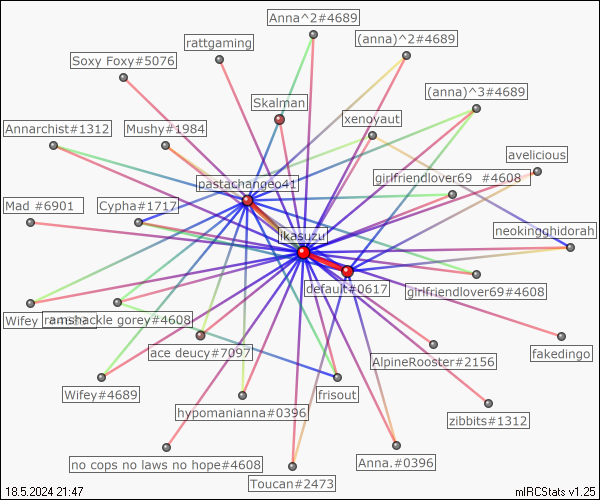 Anna^2#4689
rattgaming
(anna)^2#4689
Soxy Foxy#5076
(anna)^3#4689
Skalman
xenoyaut
Annarchist#1312
Mushy#1984
avelicious
pastachangeo41
girlfriendlover69 #4608
Mad #6901
Cypha#1717
neokingghidorah
ikasuzu
default#0617
girlfriendlover69#4608
Wifey
ramshackle gorey#4608
ace deucy#7097
fakedingo
AlpineRooster#2156
Wifey#4689
frisout
hypomanianna#0396
zibbits#1312
no cops no laws no hope#4608
Anna.#0396
Toucan#2473
18.5.2024 21:47
mIRCStats v1.25